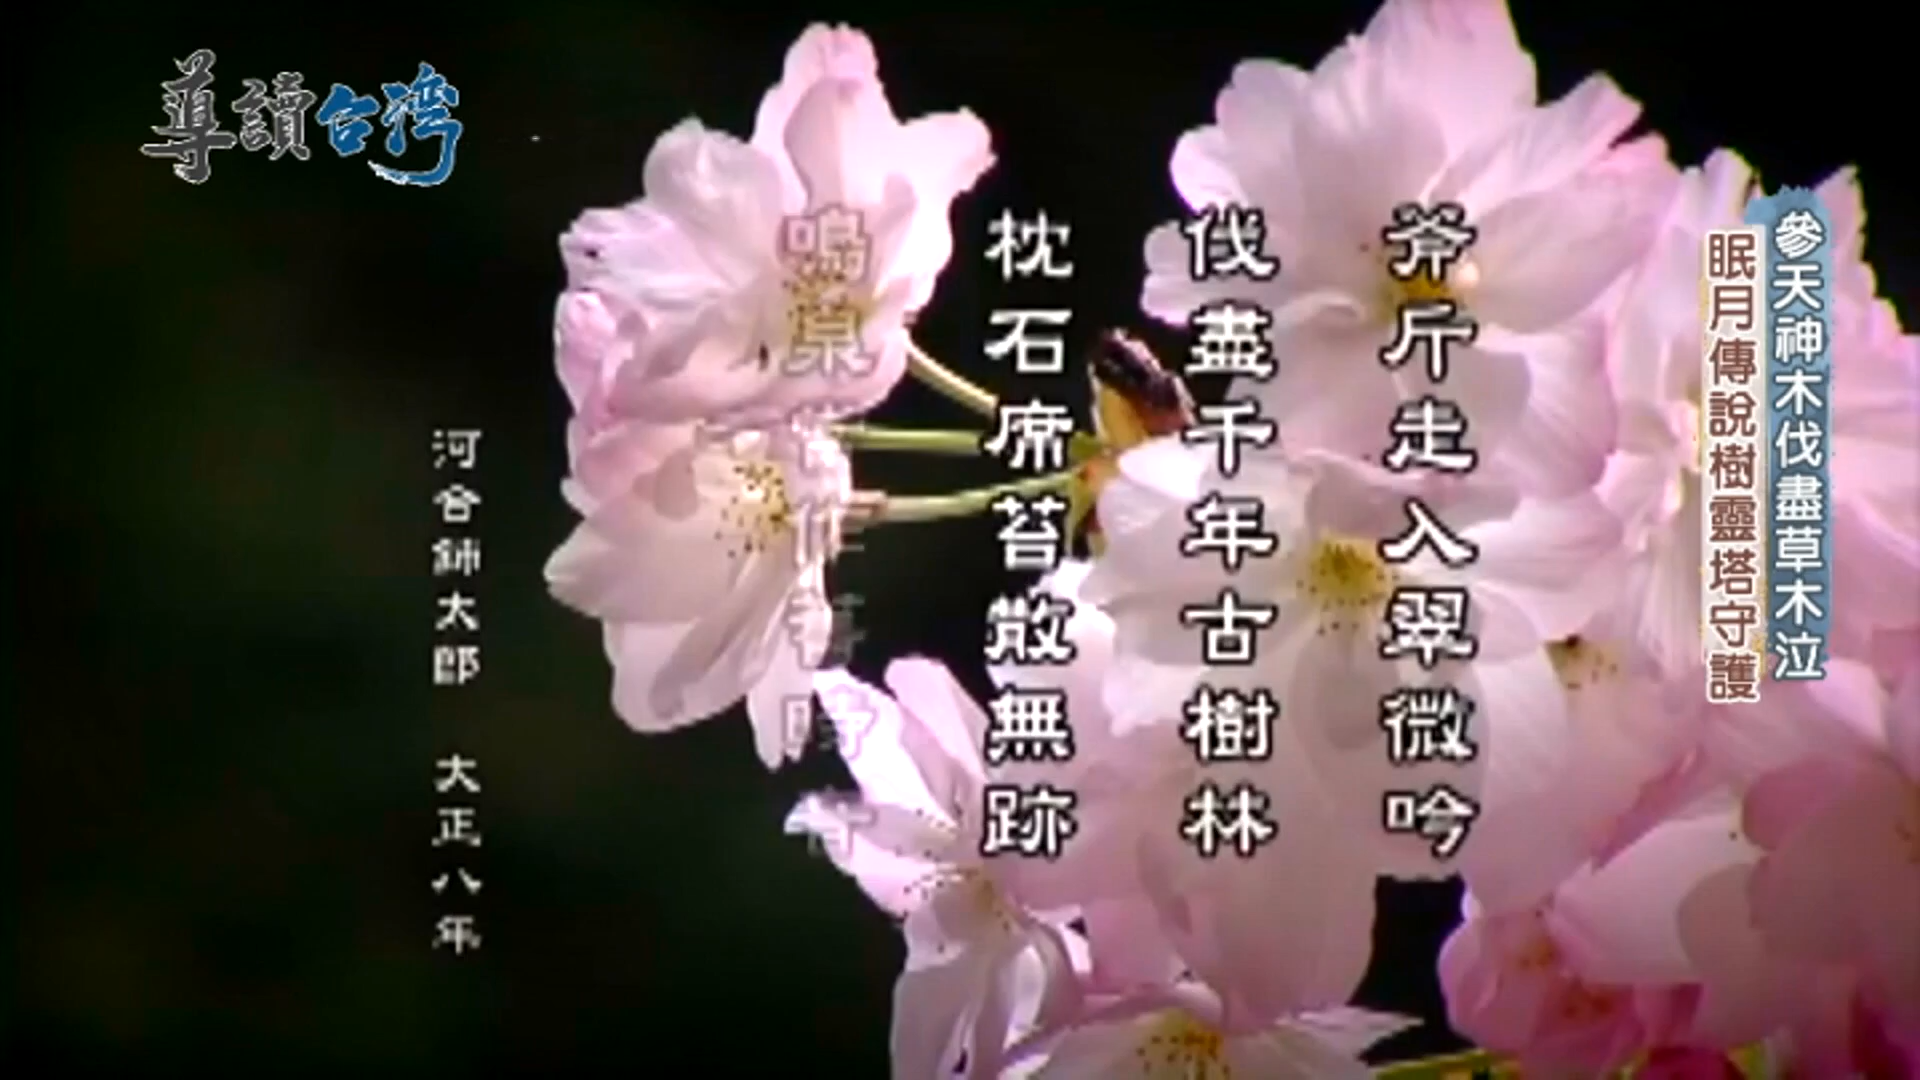 導讀台湾
參天神木伐盡草木泣
眠月傳說樹靈塔守護
斧斤走入翠微吟
伐盡千年古樹林
枕石席苔散無跡
鳴
河合鈰太郎 大正八年